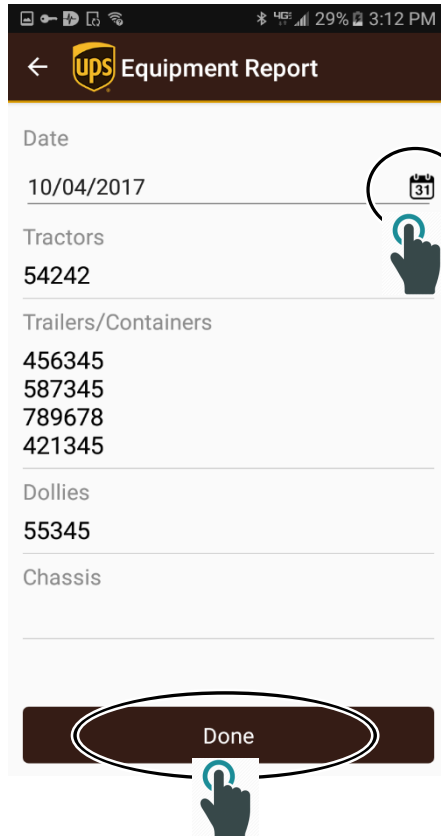 4G 29% 3:12 PM
ups Equipment Report
Date
10/04/2017 31
Tractors
54242
Trailers/Containers
456345
587345
789678
421345
Dollies
55345
Chassis
Done